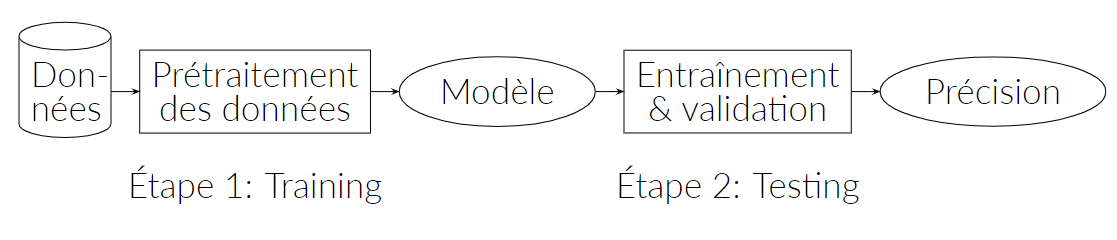 Don-
nées
Prétraitement
des données
Modèle
Entraînement
& validation
Précision
Étape 1: Training
Étape 2: Testing